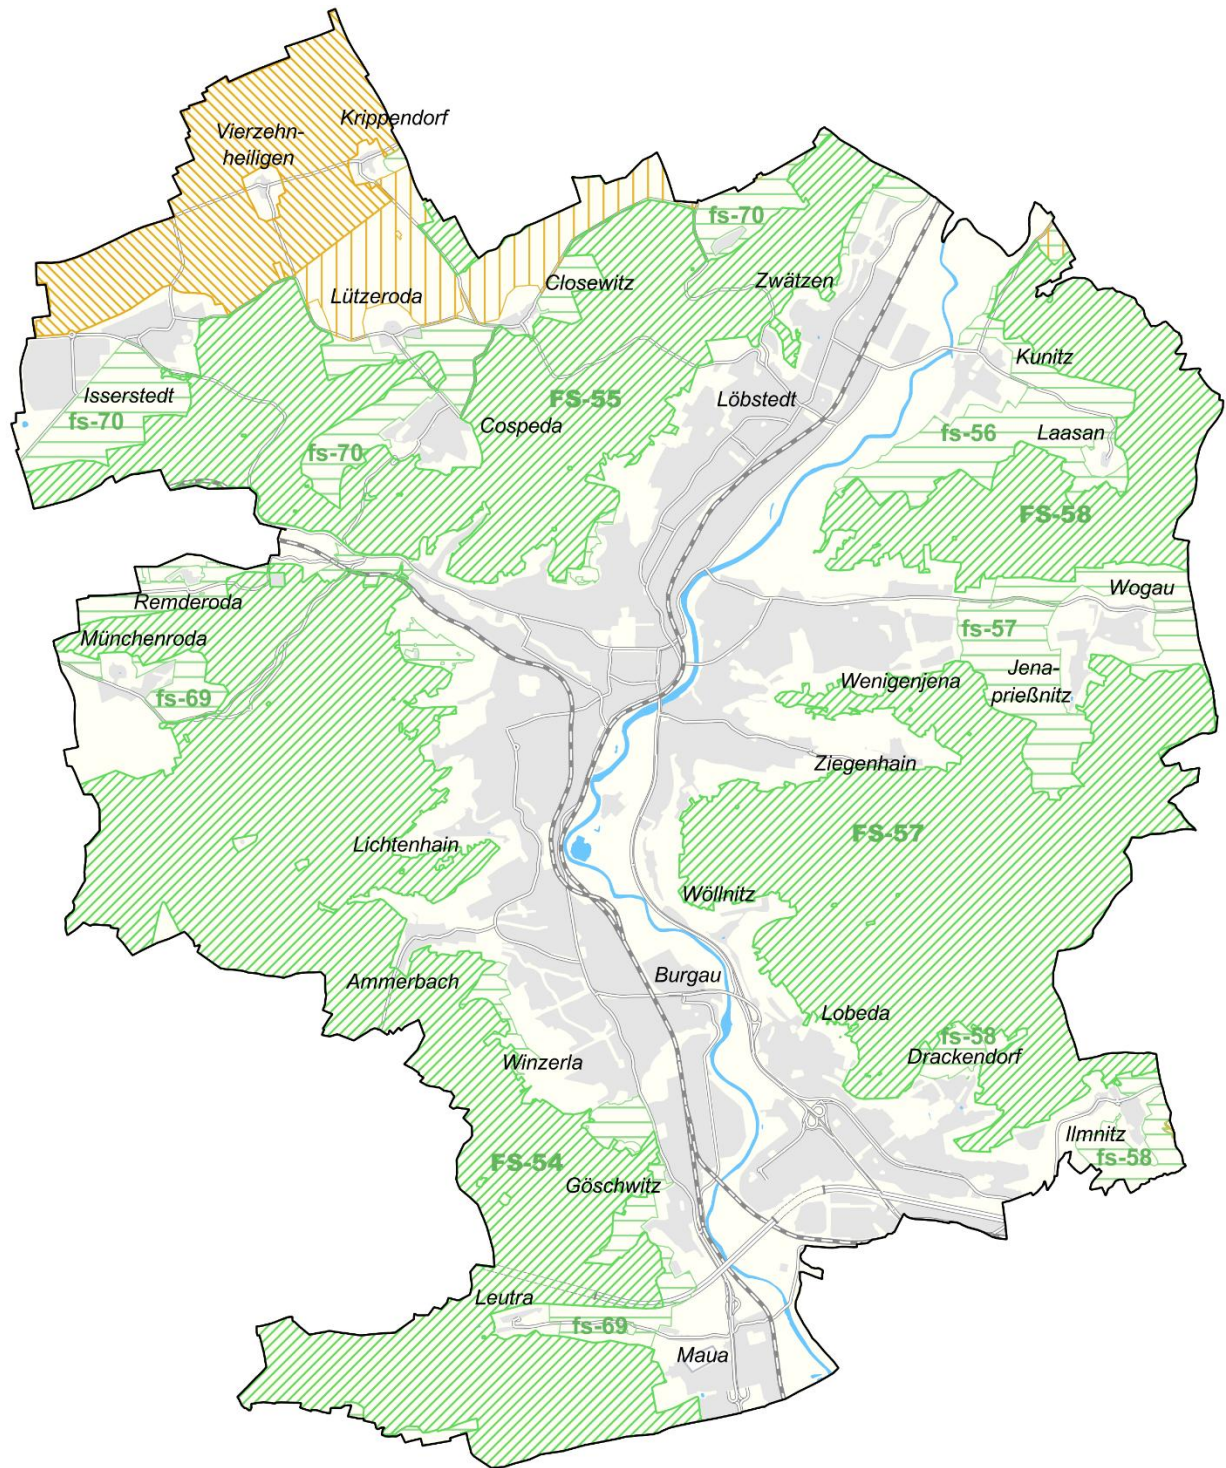 Krippendorf
Vierzehn-
heiligen
fs-70
Closewitz
Zwätzen
Lützeroda
Kunitz
Isserstedt
FS-55
Löbstedt
fs-70
Cospeda
fs-56
Laasan
fs-70
FS-58
Remderoda
Wogau
Münchenroda
fs-57
Jena-
prießnitz
Wenigenjena
fs-69
Ziegenhain
FS-57
Lichtenhain
Wöllnitz
Ammerbach
Burgau
Lobeda
fs-58
Drackendorf
Winzerla
Ilmnitz
fs-58
FS-54
Göschwitz
Leutra
fs-69
Maua